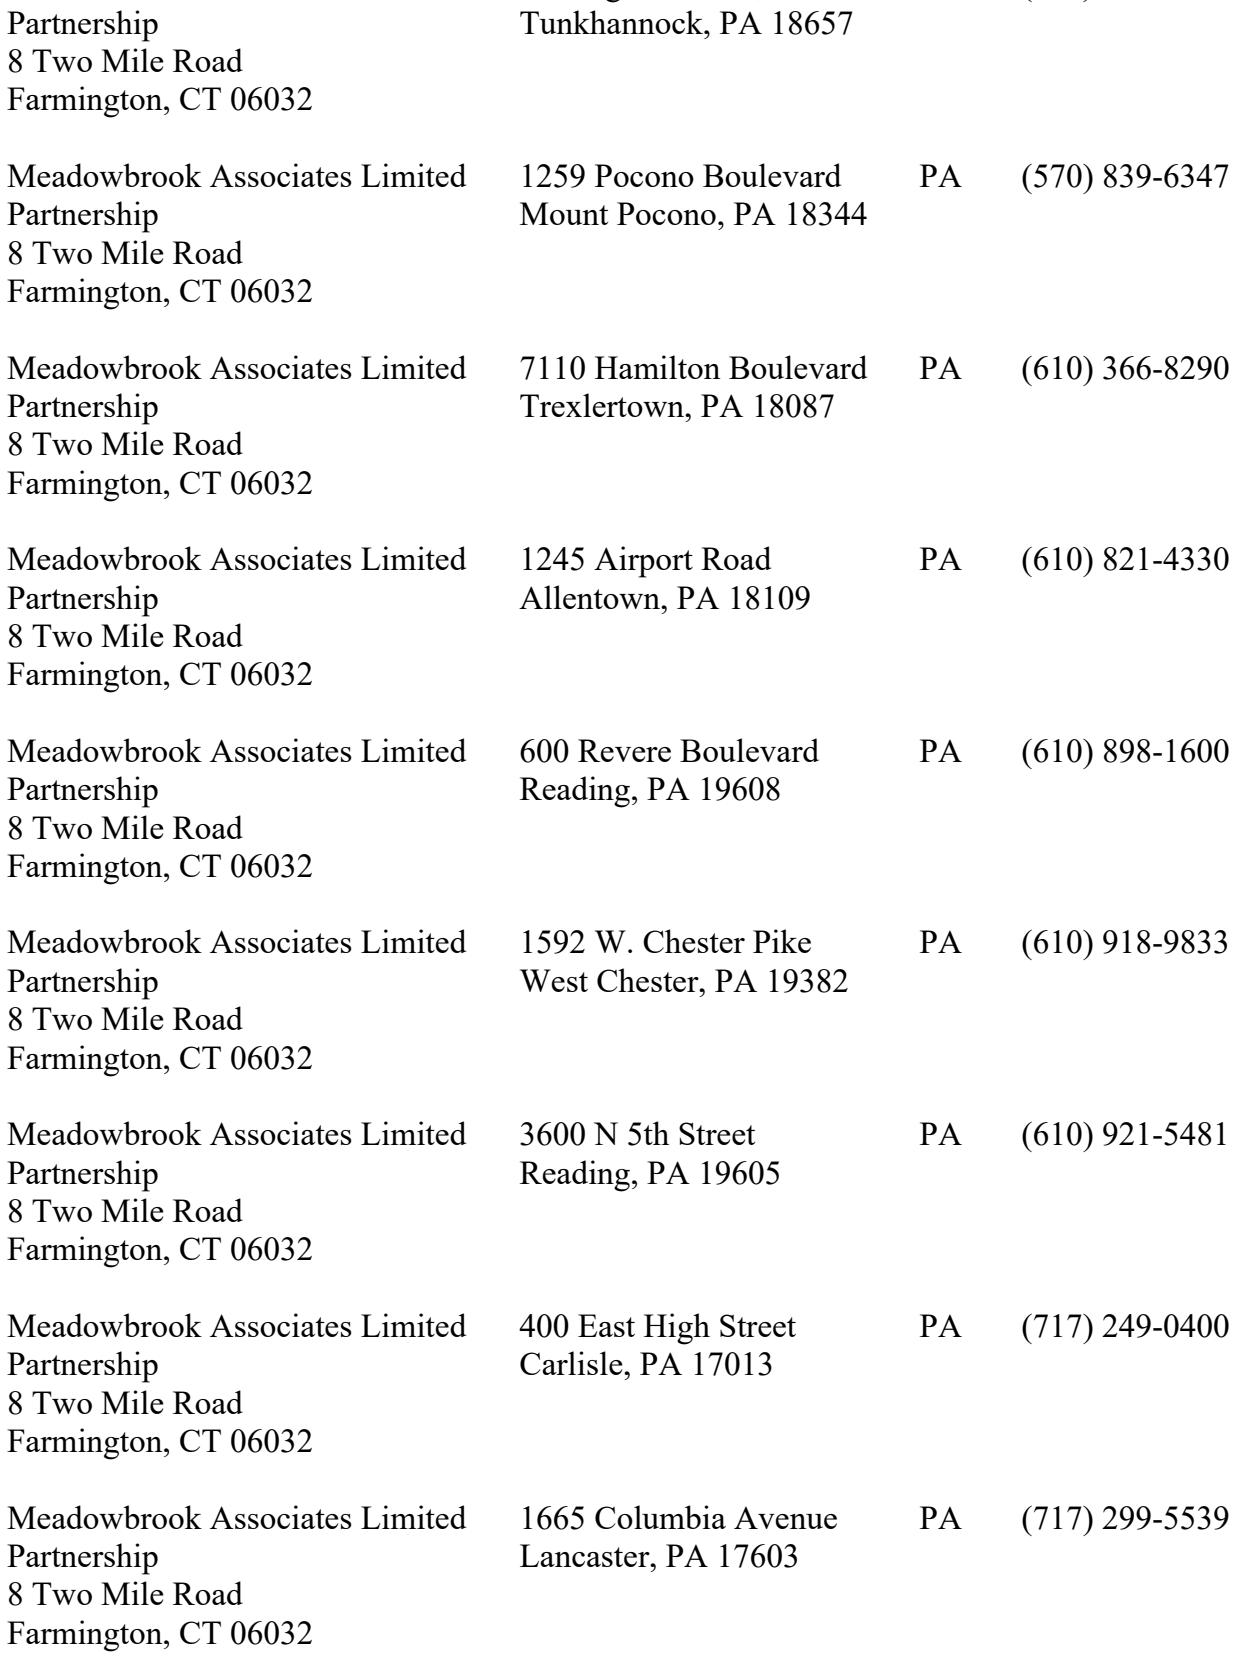 Partnership Tunkhannock, PA 18657
8 Two Mile Road
Farmington, CT 06032
Meadowbrook Associates Limited 1259 Pocono Boulevard PA (570) 839-6347
Partnership Mount Pocono, PA 18344
8 Two Mile Road
Farmington, CT 06032
Meadowbrook Associates Limited 7110 Hamilton Boulevard PA (610) 366-8290
Partnership Trexlertown, PA 18087
8 Two Mile Road
Farmington, CT 06032
Meadowbrook Associates Limited 1245 Airport Road PA (610) 821-4330
Partnership Allentown, PA 18109
8 Two Mile Road
Farmington, CT 06032
Meadowbrook Associates Limited 600 Revere Boulevard PA (610) 898-1600
Partnership Reading, PA 19608
8 Two Mile Road
Farmington, CT 06032
Meadowbrook Associates Limited 1592 W. Chester Pike PA (610) 918-9833
Partnership West Chester, PA 19382
8 Two Mile Road
Farmington, CT 06032
Meadowbrook Associates Limited 3600 N 5th Street PA (610) 921-5481
Partnership Reading, PA 19605
8 Two Mile Road
Farmington, CT 06032
Meadowbrook Associates Limited 400 East High Street PA (717) 249-0400
Partnership Carlisle, PA 17013
8 Two Mile Road
Farmington, CT 06032
Meadowbrook Associates Limited 1665 Columbia Avenue PA (717) 299-5539
Partnership Lancaster, PA 17603
8 Two Mile Road
Farmington, CT 06032